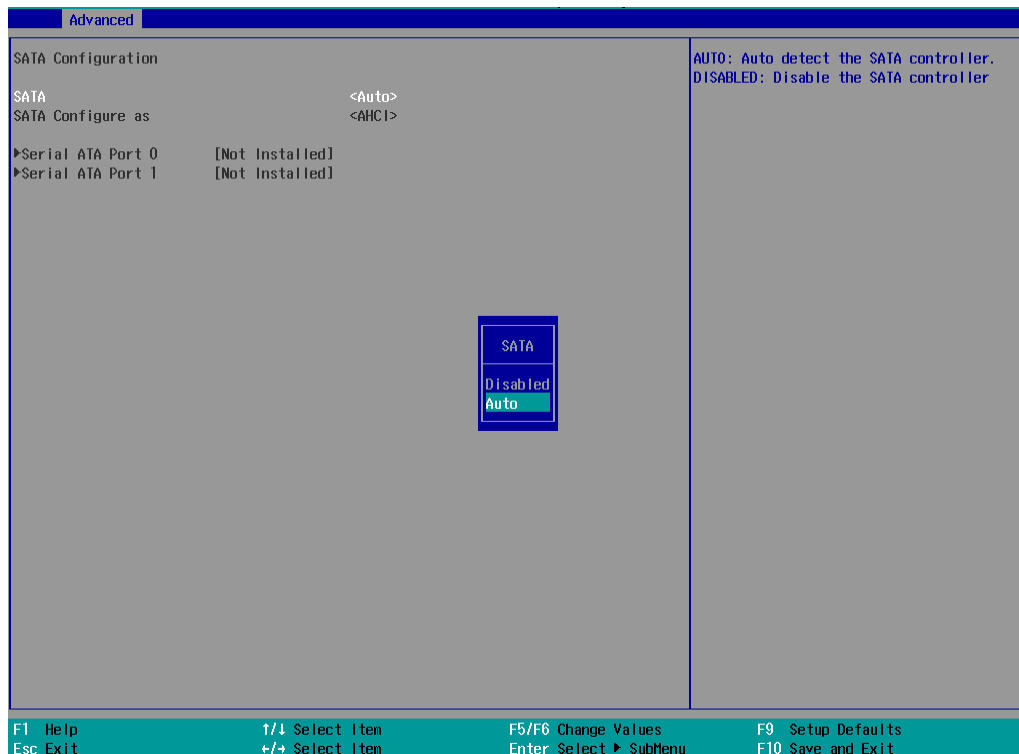 Advanced
SATA Configuration
SATA <Auto>
SATA Configure as <AHCI>
▶Serial ATA Port 0 [Not Installed]
▶Serial ATA Port 1 [Not Installed]
AUTO: Auto detect the SATA controller.
DISABLED: Disable the SATA controller
SATA
Disabled
Auto
F1 Help ↑/↓ Select Item F5/F6 Change Values F9 Setup Defaults
Esc Exit ←/→ Select Item Enter Select ▶ SubMenu F10 Save and Exit